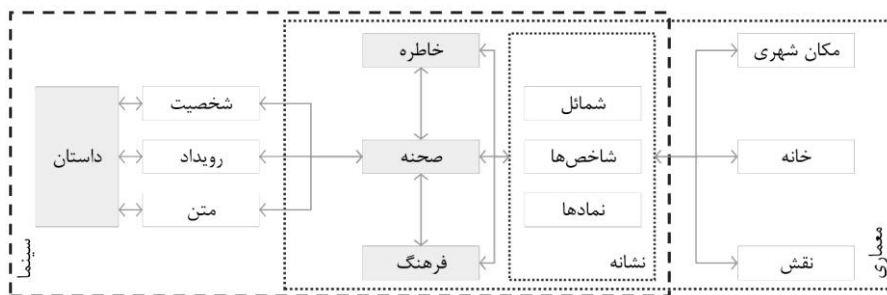 خاطره
مکان شهری
شمائل
شخصیت
داستان
رویداد
صحنه
شاخص‌ها
خانه
متن
نمادها
فرهنگ
نشانه
نقش
سینما
معماری